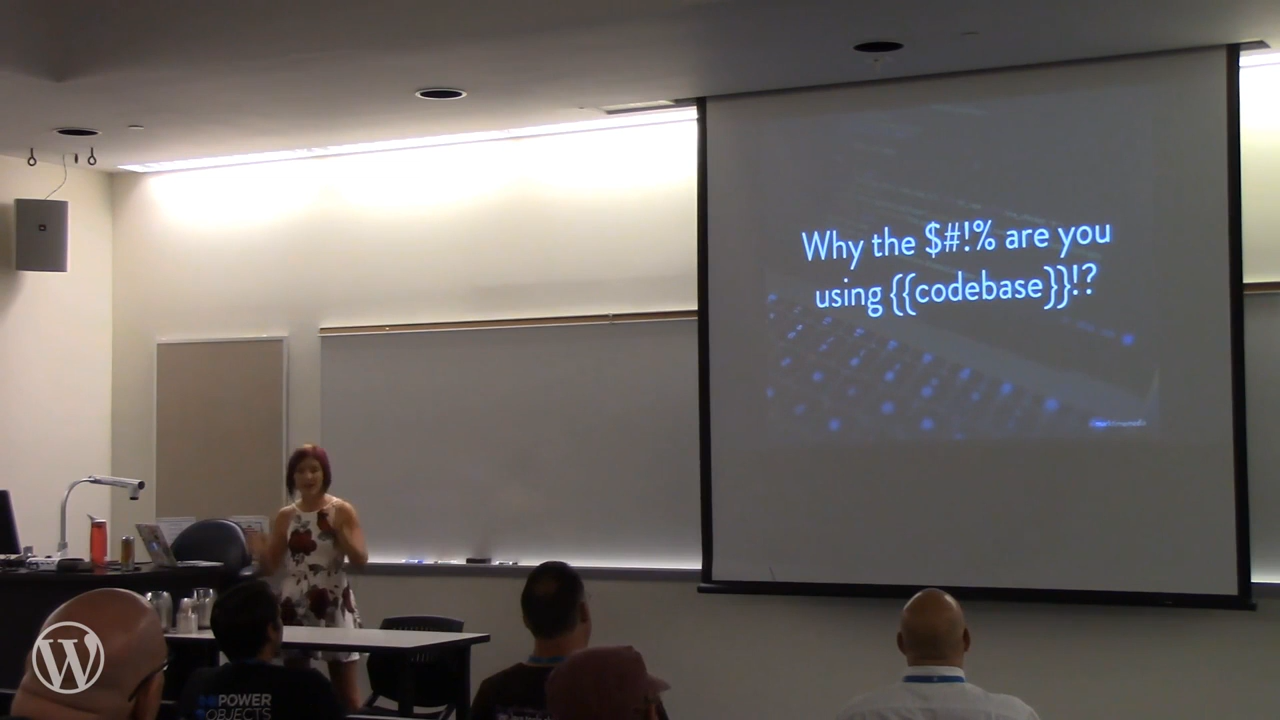 Why the $#!% are you
using {{codebase}}!?
POWER
OBJECTS